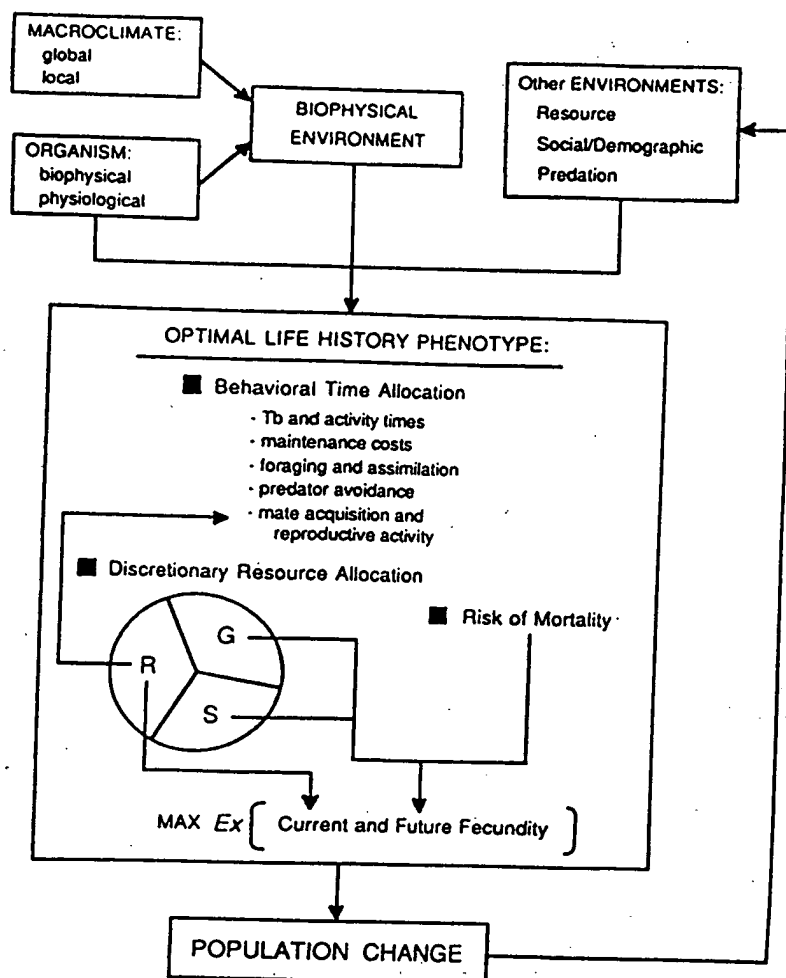 MACROCLIMATE:
global
local
ORGANISM:
biophysical
physiological
BIOPHYSICAL
ENVIRONMENT
Other ENVIRONMENTS:
Resource
Social/Demographic
Predation
OPTIMAL LIFE HISTORY PHENOTYPE:
■ Behavioral Time Allocation
· Tb and activity times
· maintenance costs
· foraging and assimilation
· predator avoidance
· mate acquisition and
reproductive activity
■ Discretionary Resource Allocation
■ Risk of Mortality
G
R
S
MAX Ex [ Current and Future Fecundity ]
POPULATION CHANGE